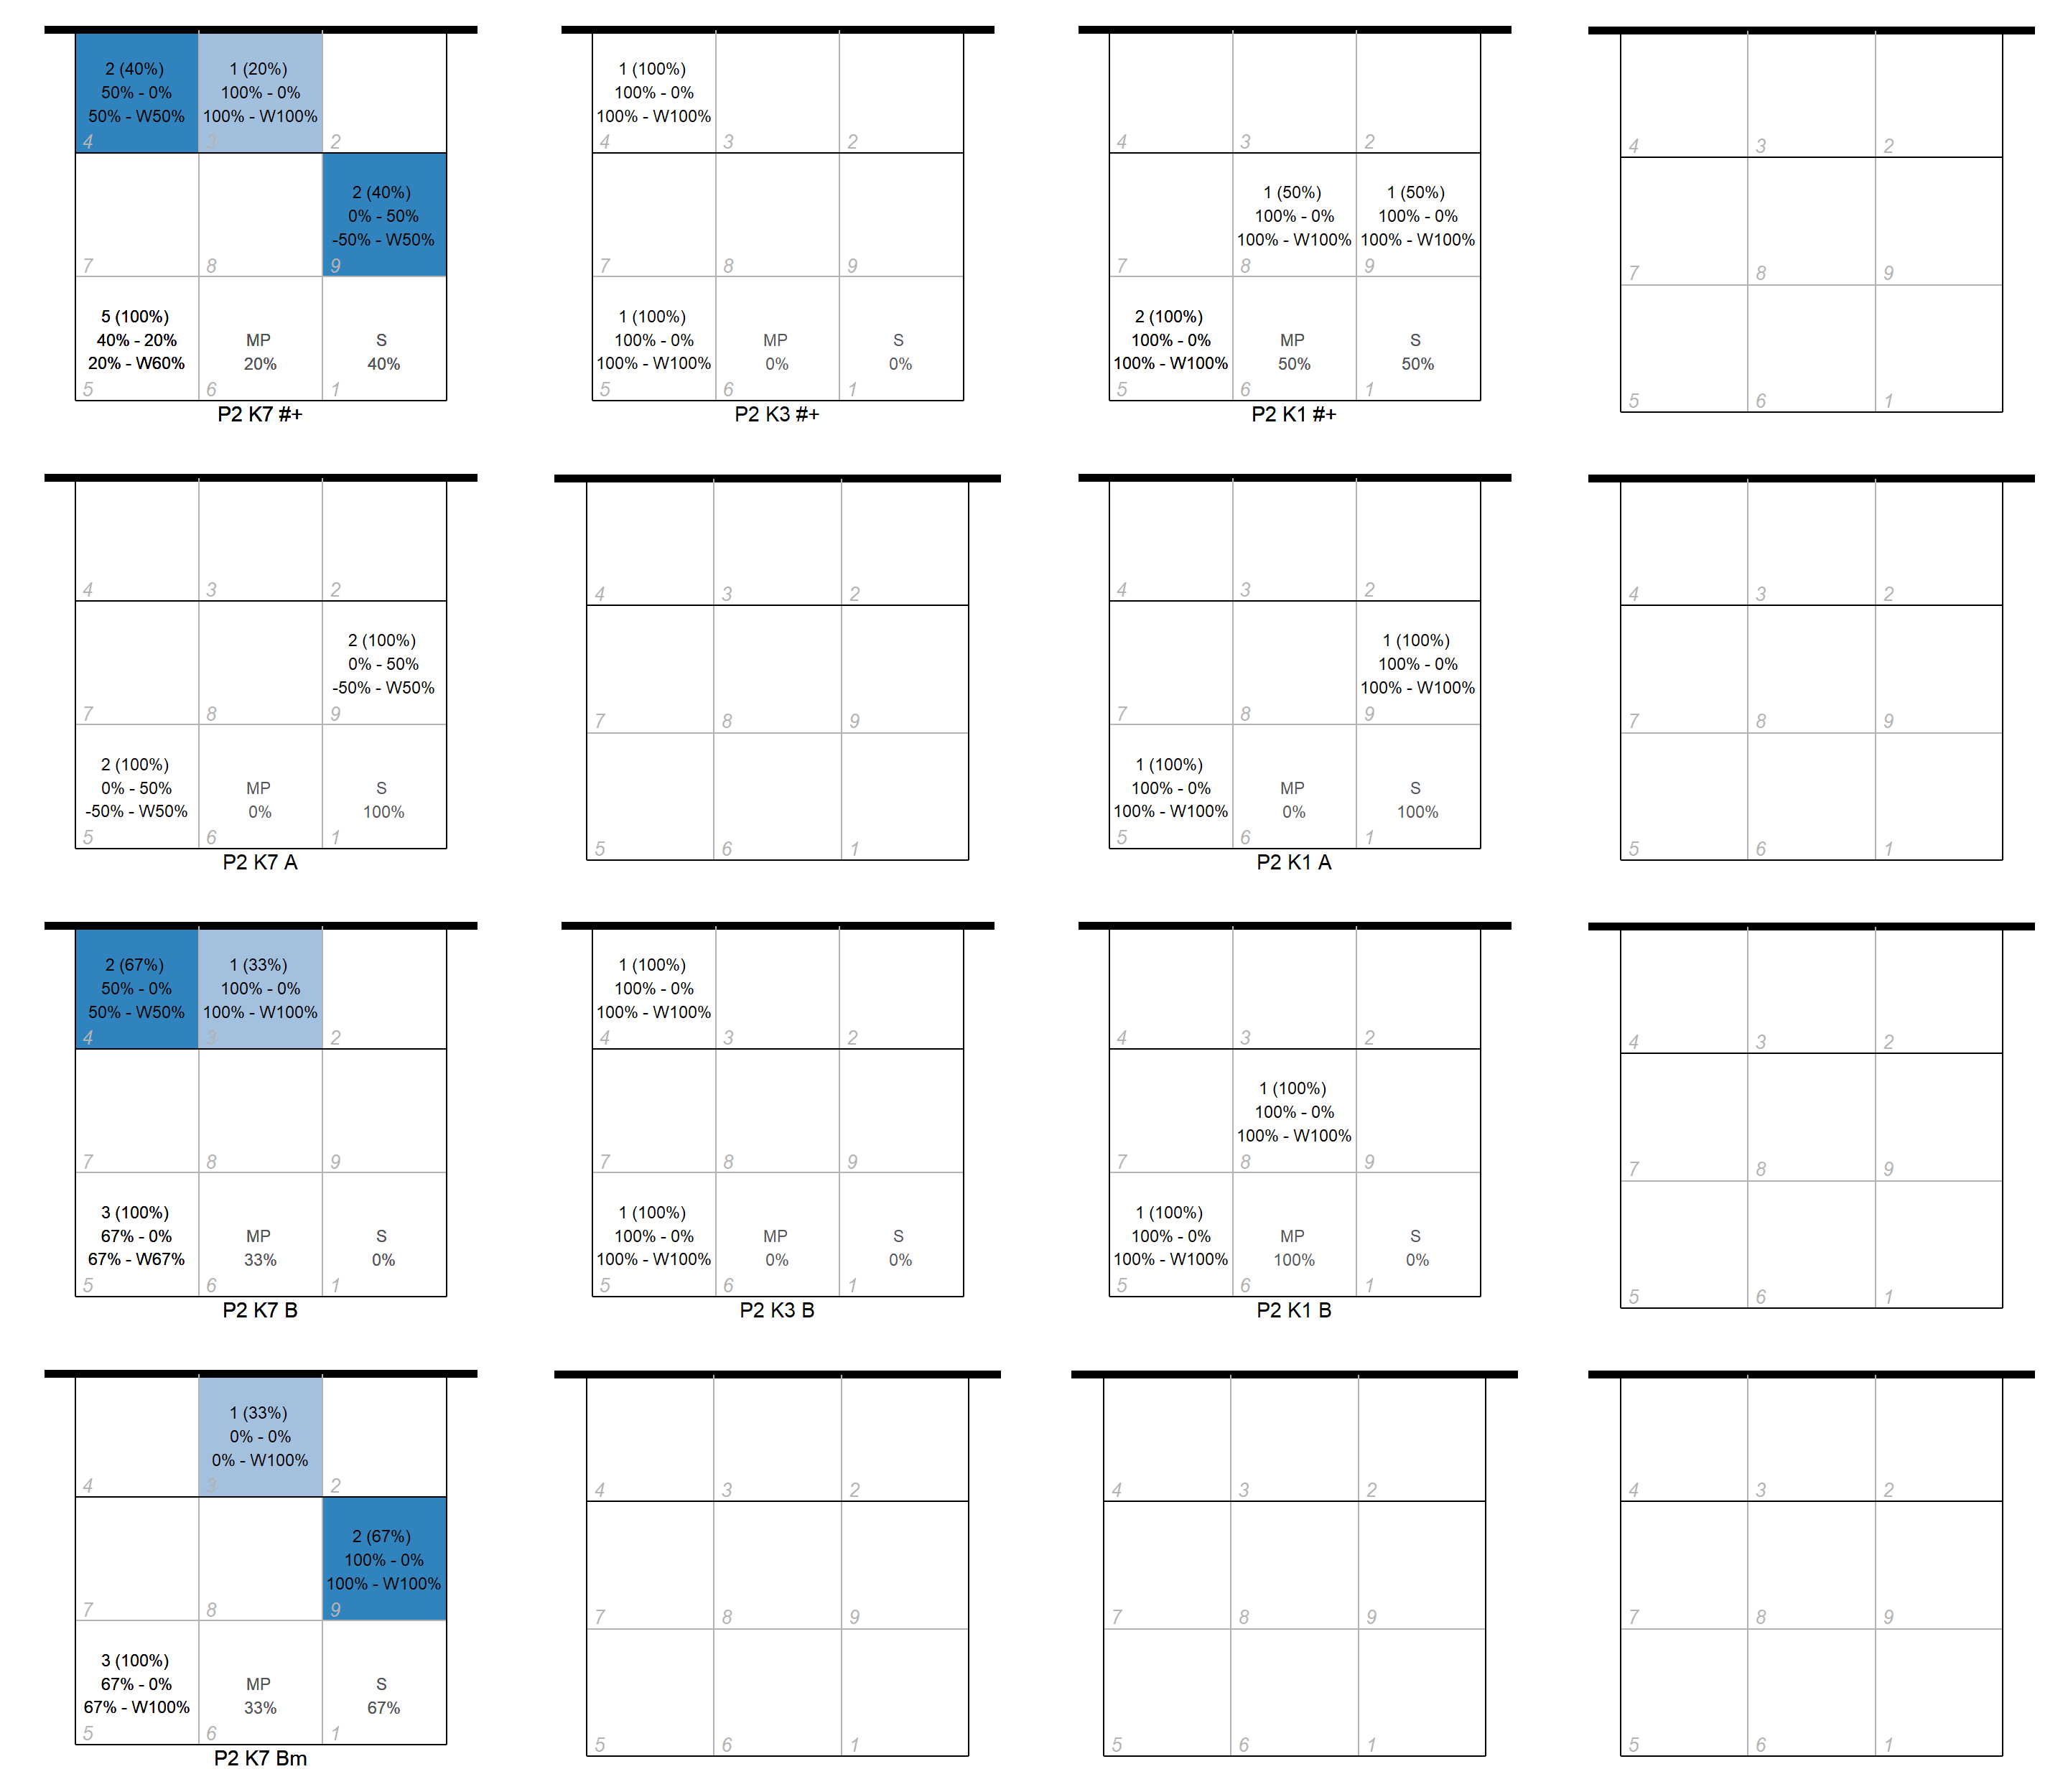 2 (40%)
50% - 0%
50% - W50%
4
1 (20%)
100% - 0%
100% - W100%
3
2
7
8
2 (40%)
0% - 50%
-50% - W50%
9
5 (100%)
40% - 20%
20% - W60%
5
MP
20%
6
S
40%
1
P2 K7 #+
1 (100%)
100% - 0%
100% - W100%
4
3
2
7
8
9
1 (100%)
100% - 0%
100% - W100%
5
MP
0%
6
S
0%
1
P2 K3 #+
4
3
2
7
1 (50%)
100% - 0%
100% - W100%
8
1 (50%)
100% - 0%
100% - W100%
9
2 (100%)
100% - 0%
100% - W100%
5
MP
50%
6
S
50%
1
P2 K1 #+
4
3
2
7
8
9
5
6
1
4
3
2
7
8
2 (100%)
0% - 50%
-50% - W50%
9
2 (100%)
0% - 50%
-50% - W50%
5
MP
0%
6
S
100%
1
P2 K7 A
4
3
2
7
8
9
5
6
1
4
3
2
7
8
1 (100%)
100% - 0%
100% - W100%
9
1 (100%)
100% - 0%
100% - W100%
5
MP
0%
6
S
100%
1
P2 K1 A
4
3
2
7
8
9
5
6
1
2 (67%)
50% - 0%
50% - W50%
4
1 (33%)
100% - 0%
100% - W100%
3
2
7
8
9
3 (100%)
67% - 0%
67% - W67%
5
MP
33%
6
S
0%
1
P2 K7 B
1 (100%)
100% - 0%
100% - W100%
4
3
2
7
8
9
1 (100%)
100% - 0%
100% - W100%
5
MP
0%
6
S
0%
1
P2 K3 B
4
3
2
7
1 (100%)
100% - 0%
100% - W100%
8
9
1 (100%)
100% - 0%
100% - W100%
5
MP
100%
6
S
0%
1
P2 K1 B
4
3
2
7
8
9
5
6
1
4
1 (33%)
0% - 0%
0% - W100%
3
2
7
8
2 (67%)
100% - 0%
100% - W100%
9
3 (100%)
67% - 0%
67% - W100%
5
MP
33%
6
S
67%
1
P2 K7 Bm
4
3
2
7
8
9
5
6
1
4
3
2
7
8
9
5
6
1
4
3
2
7
8
9
5
6
1